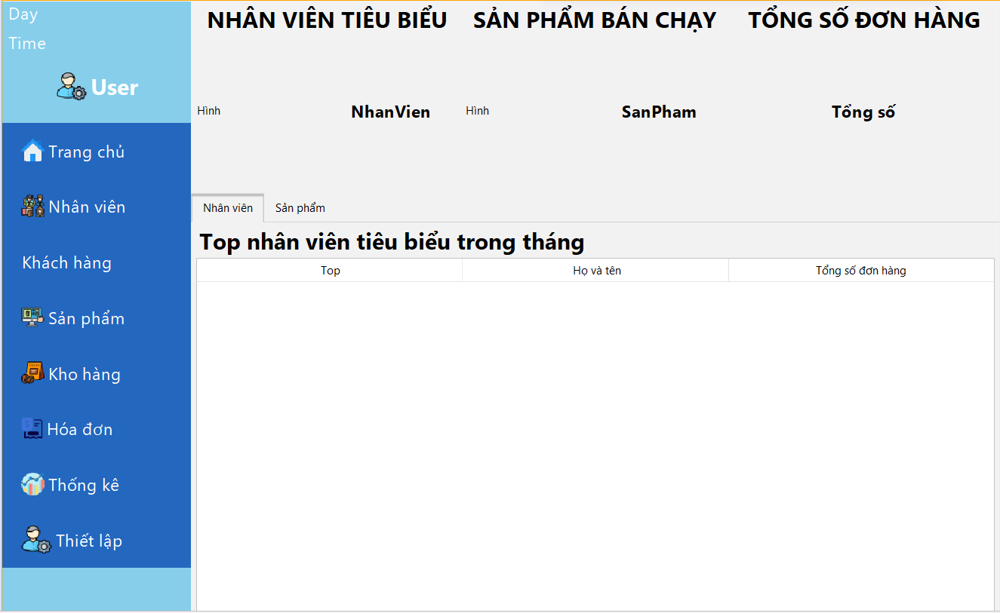 Day
Time
User
Trang chủ
Nhân viên
Khách hàng
Sản phẩm
Kho hàng
Hóa đơn
Thống kê
Thiết lập
NHÂN VIÊN TIÊU BIỂU SẢN PHẨM BÁN CHẠY TỔNG SỐ ĐƠN HÀNG
Hình NhanVien Hình SanPham Tổng số
Nhân viên Sản phẩm
Top nhân viên tiêu biểu trong tháng
Top Họ và tên Tổng số đơn hàng